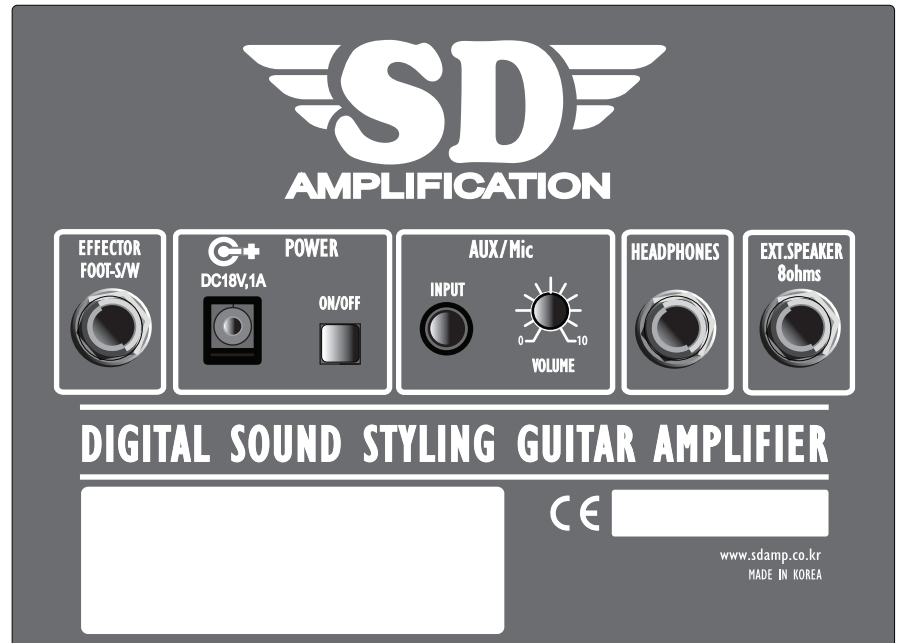 SD
AMPLIFICATION
EFFECTOR
FOOT-S/W
POWER
DC18V,1A
ON/OFF
AUX/Mic
INPUT
0
10
VOLUME
HEADPHONES
EXT.SPEAKER
8ohms
DIGITAL SOUND STYLING GUITAR AMPLIFIER
CE
www.sdamp.co.kr
MADE IN KOREA